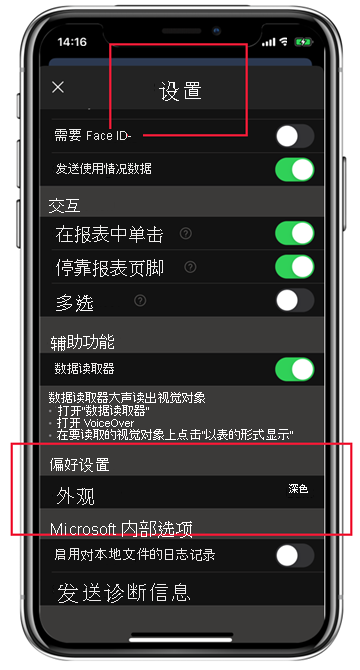 14:16
设置
需要 Face ID-
发送使用情况数据
交互
在报表中单击
停靠报表页脚
多选
辅助功能
数据读取器
数据读取器大声读出视觉对象
• 打开“数据读取器”
• 打开 VoiceOver
• 在要读取的视觉对象上点击“以表的形式显示”
偏好设置
外观 深色
Microsoft 内部选项
启用对本地文件的日志记录
发送诊断信息